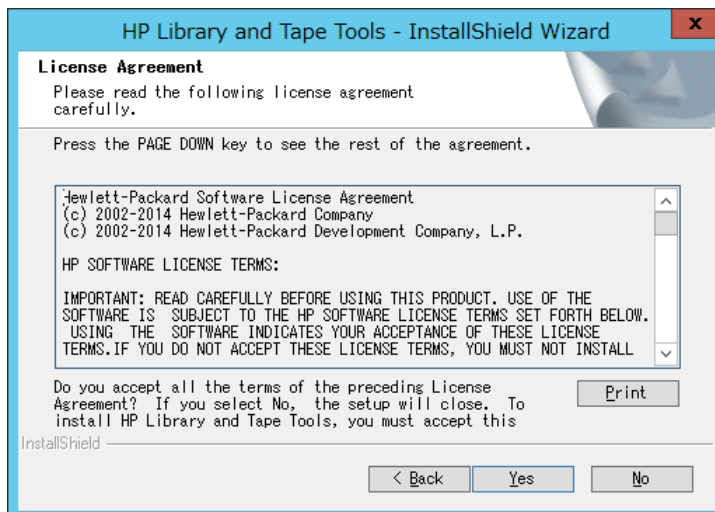 HP Library and Tape Tools - InstallShield Wizard
x
License Agreement
Please read the following license agreement
carefully.
Press the PAGE DOWN key to see the rest of the agreement.
Hewlett-Packard Software License Agreement
(c) 2002-2014 Hewlett-Packard Company
(c) 2002-2014 Hewlett-Packard Development Company, L.P.
HP SOFTWARE LICENSE TERMS:
IMPORTANT: READ CAREFULLY BEFORE USING THIS PRODUCT. USE OF THE
SOFTWARE IS  SUBJECT TO THE HP SOFTWARE LICENSE TERMS SET FORTH BELOW.
USING  THE  SOFTWARE INDICATES YOUR ACCEPTANCE OF THESE LICENSE
TERMS.IF YOU DO NOT ACCEPT THESE LICENSE TERMS, YOU MUST NOT INSTALL
Do you accept all the terms of the preceding License
Agreement?  If you select No,  the setup will close.  To
install HP Library and Tape Tools, you must accept this
Print
InstallShield
< Back
Yes
No